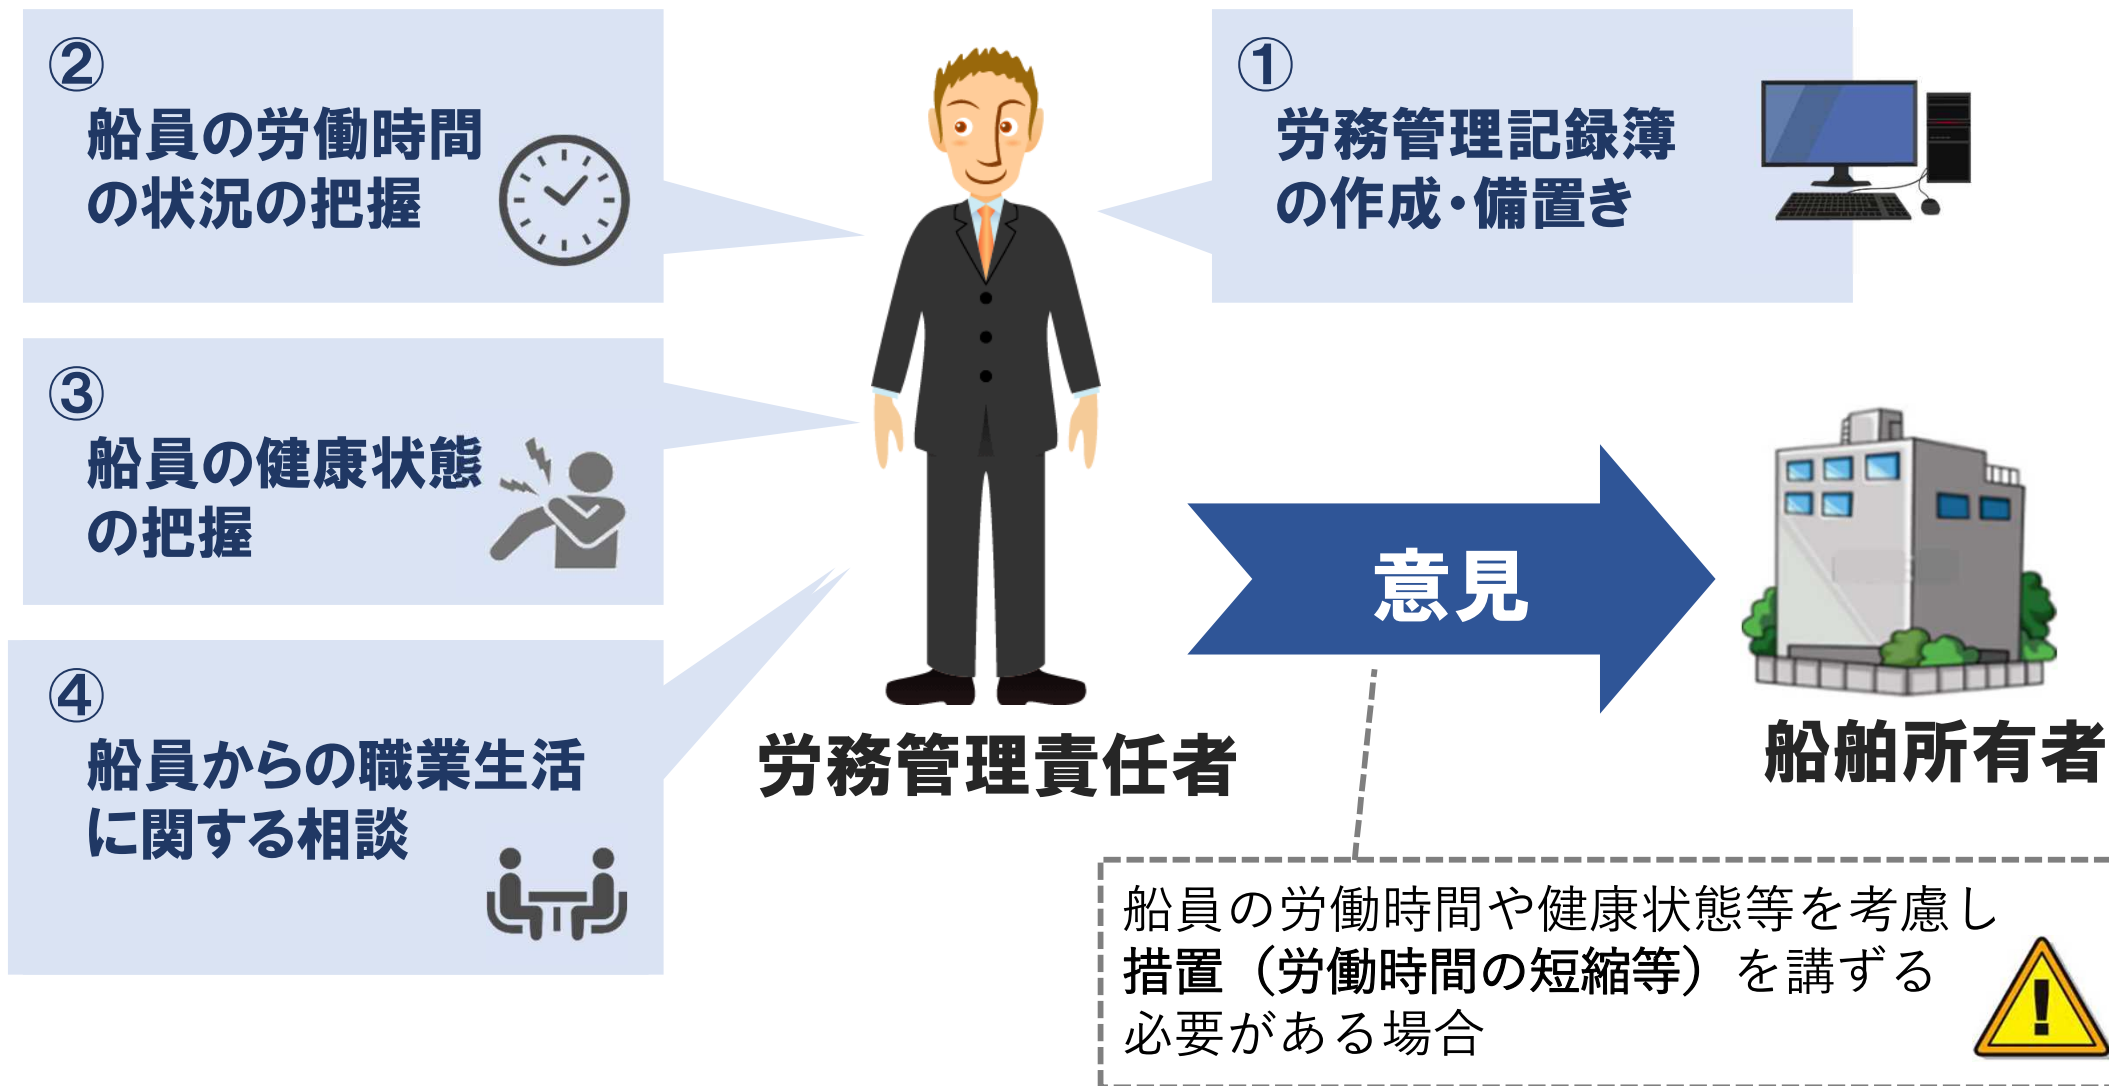 ①
労務管理記録簿
の作成・備置き
②
船員の労働時間
の状況の把握
③
船員の健康状態
の把握
④
船員からの職業生活
に関する相談
労務管理責任者
意見
船舶所有者
船員の労働時間や健康状態等を考慮し
措置（労働時間の短縮等）を講ずる
必要がある場合